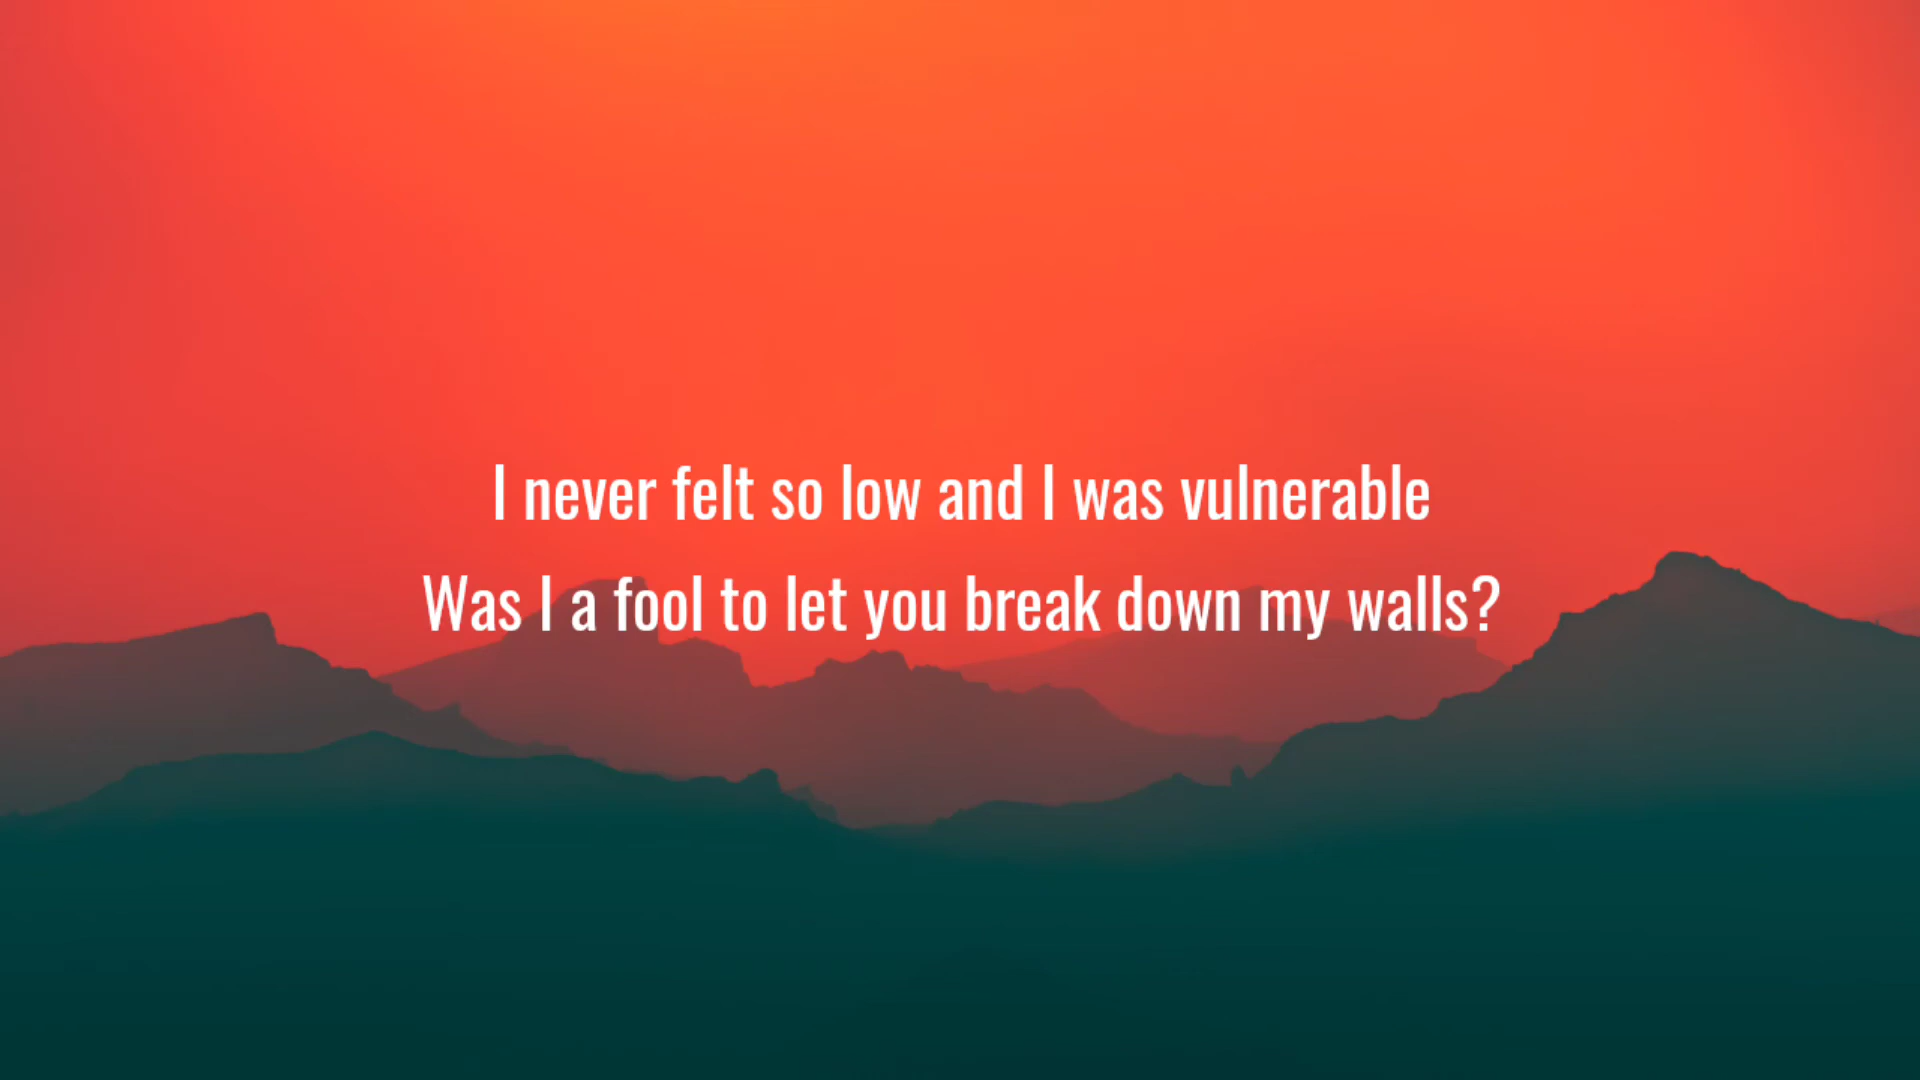 I never felt so low and I was vulnerable
Was I a fool to let you break down my walls?